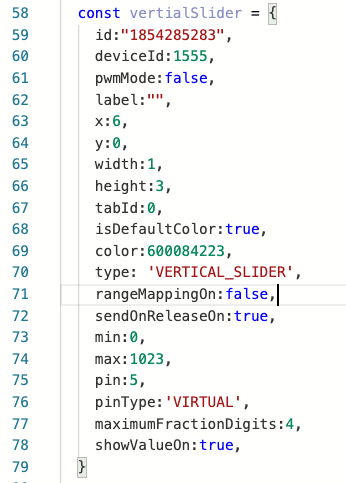 58 const vertialSlider = {
59 id:"1854285283",
60 deviceId:1555,
61 pwmMode:false,
62 label:"",
63 x:6,
64 y:0,
65 width:1,
66 height:3,
67 tabId:0,
68 isDefaultColor:true,
69 color:600084223,
70 type: 'VERTICAL_SLIDER',
71 rangeMappingOn:false,
72 sendOnReleaseOn:true,
73 min:0,
74 max:1023,
75 pin:5,
76 pinType:'VIRTUAL',
77 maximumFractionDigits:4,
78 showValueOn:true,
79 }